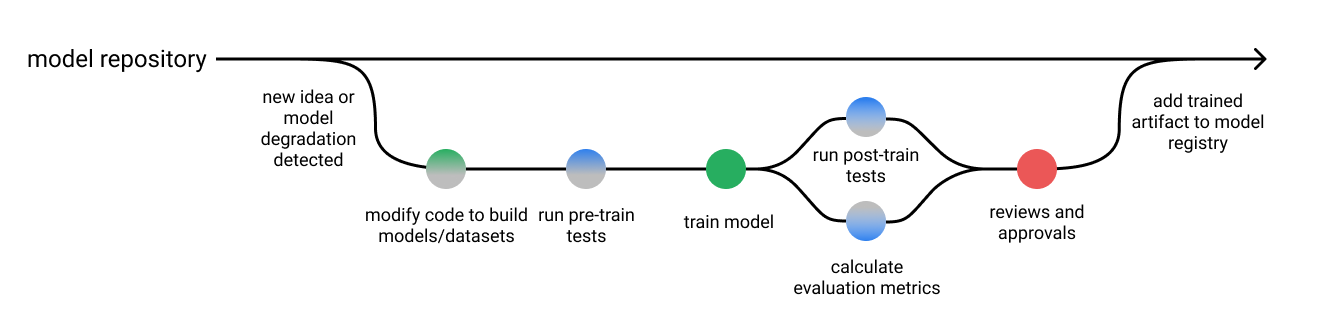 model repository
new idea or
model
degradation
detected
modify code to build
models/datasets
run pre-train
tests
train model
run post-train
tests
calculate
evaluation metrics
reviews and
approvals
add trained
artifact to model
registry